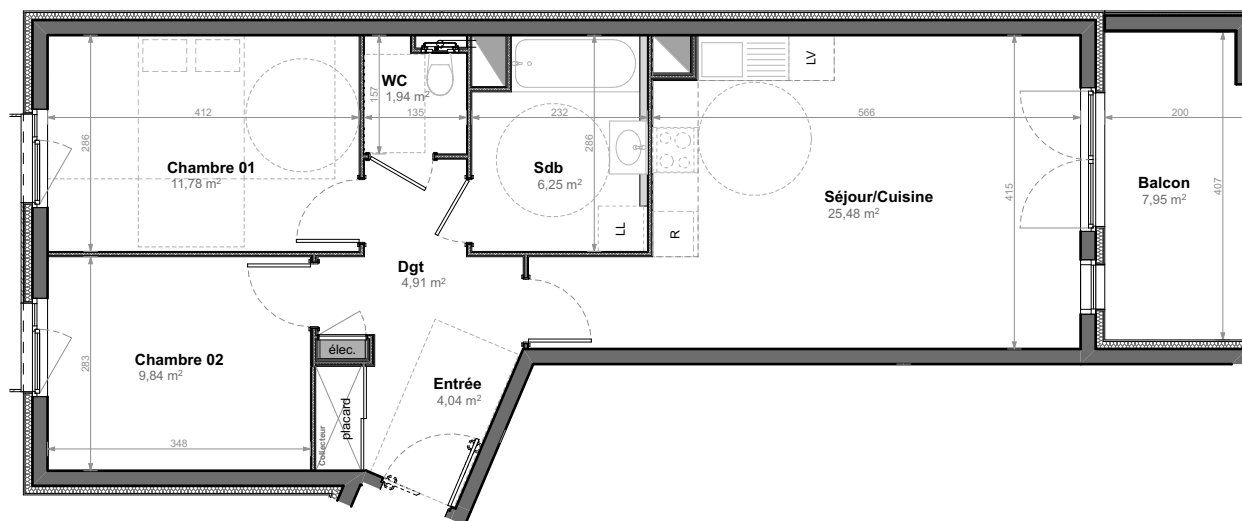 WC
1,94 m²
157
135
412
286
Chambre 01
11,78 m²
232
286
Sdb
6,25 m²
LL
LV
R
566
Séjour/Cuisine
25,48 m²
415
200
Balcon
7,95 m²
407
Dgt
4,91 m²
Chambre 02
9,84 m²
283
348
élec.
placard
Collecteur
Entrée
4,04 m²